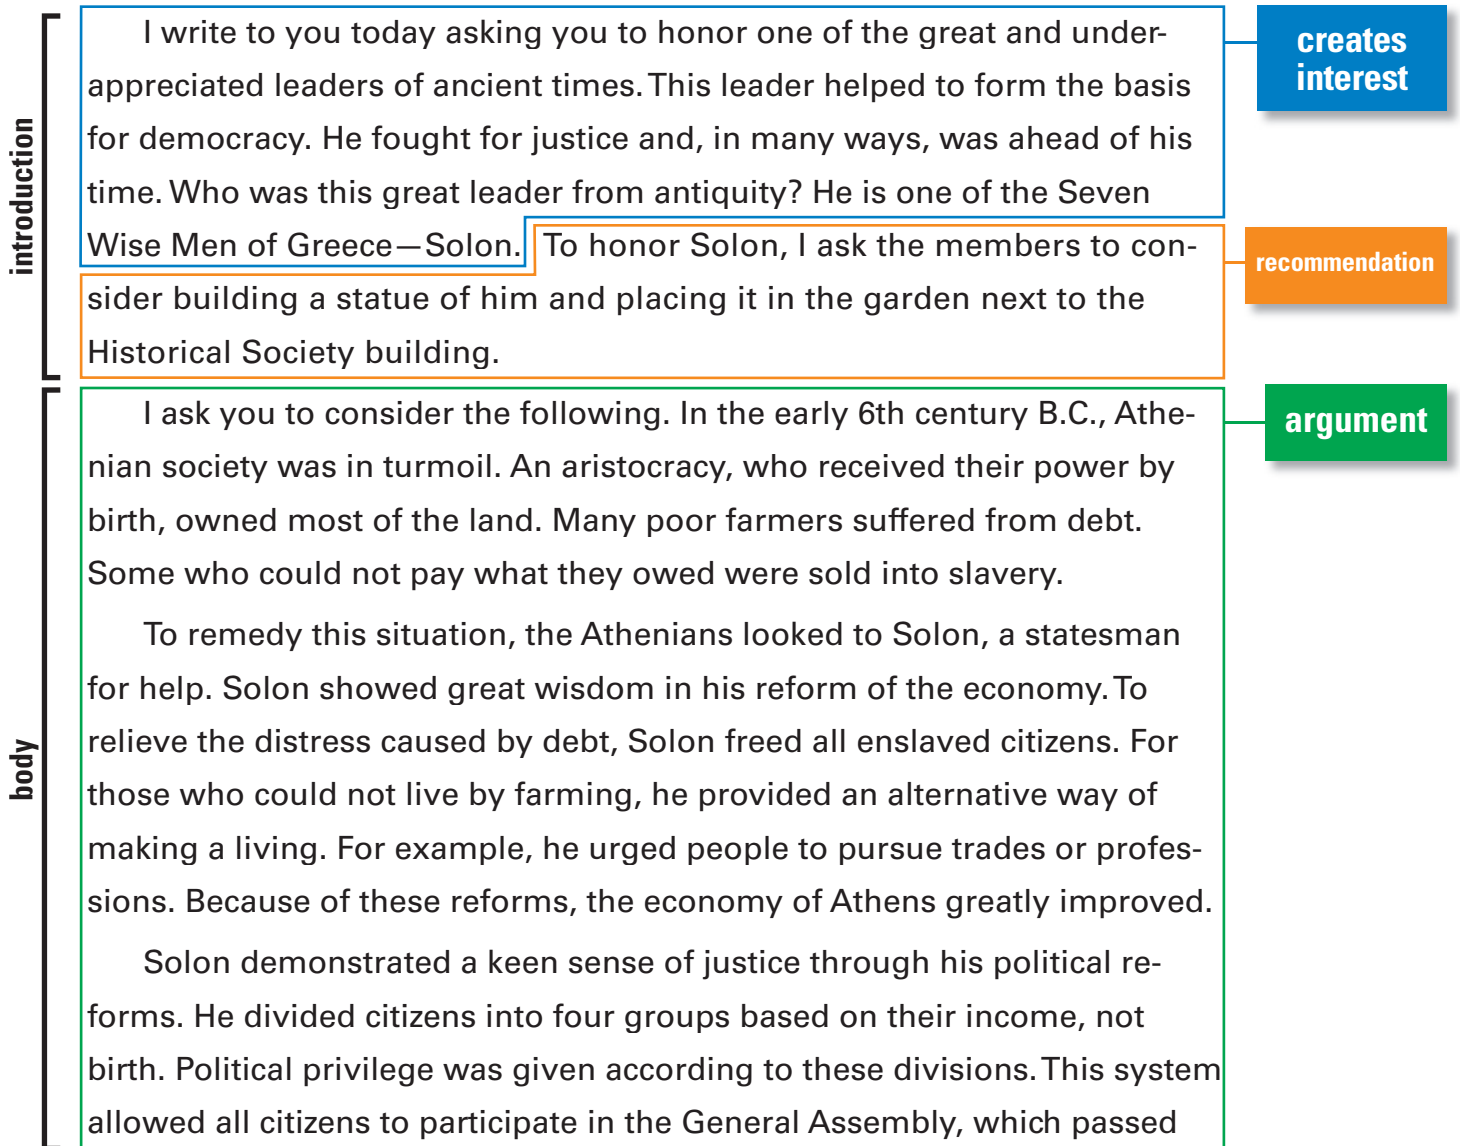 I write to you today asking you to honor one of the great and under-
appreciated leaders of ancient times. This leader helped to form the basis
for democracy. He fought for justice and, in many ways, was ahead of his
time. Who was this great leader from antiquity? He is one of the Seven
Wise Men of Greece—Solon. To honor Solon, I ask the members to con-
sider building a statue of him and placing it in the garden next to the
Historical Society building.
introduction
creates
interest
recommendation
I ask you to consider the following. In the early 6th century B.C., Athe-
nian society was in turmoil. An aristocracy, who received their power by
birth, owned most of the land. Many poor farmers suffered from debt.
Some who could not pay what they owed were sold into slavery.
To remedy this situation, the Athenians looked to Solon, a statesman
for help. Solon showed great wisdom in his reform of the economy. To
relieve the distress caused by debt, Solon freed all enslaved citizens. For
those who could not live by farming, he provided an alternative way of
making a living. For example, he urged people to pursue trades or profes-
sions. Because of these reforms, the economy of Athens greatly improved.
Solon demonstrated a keen sense of justice through his political re-
forms. He divided citizens into four groups based on their income, not
birth. Political privilege was given according to these divisions. This system
allowed all citizens to participate in the General Assembly, which passed
body
argument